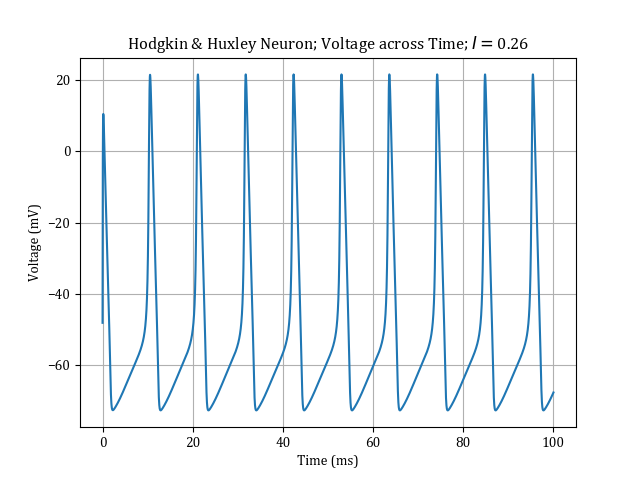 Hodgkin & Huxley Neuron; Voltage across Time; I = 0.26
20
0
−20
−40
−60
Voltage (mV)
0 20 40 60 80 100
Time (ms)